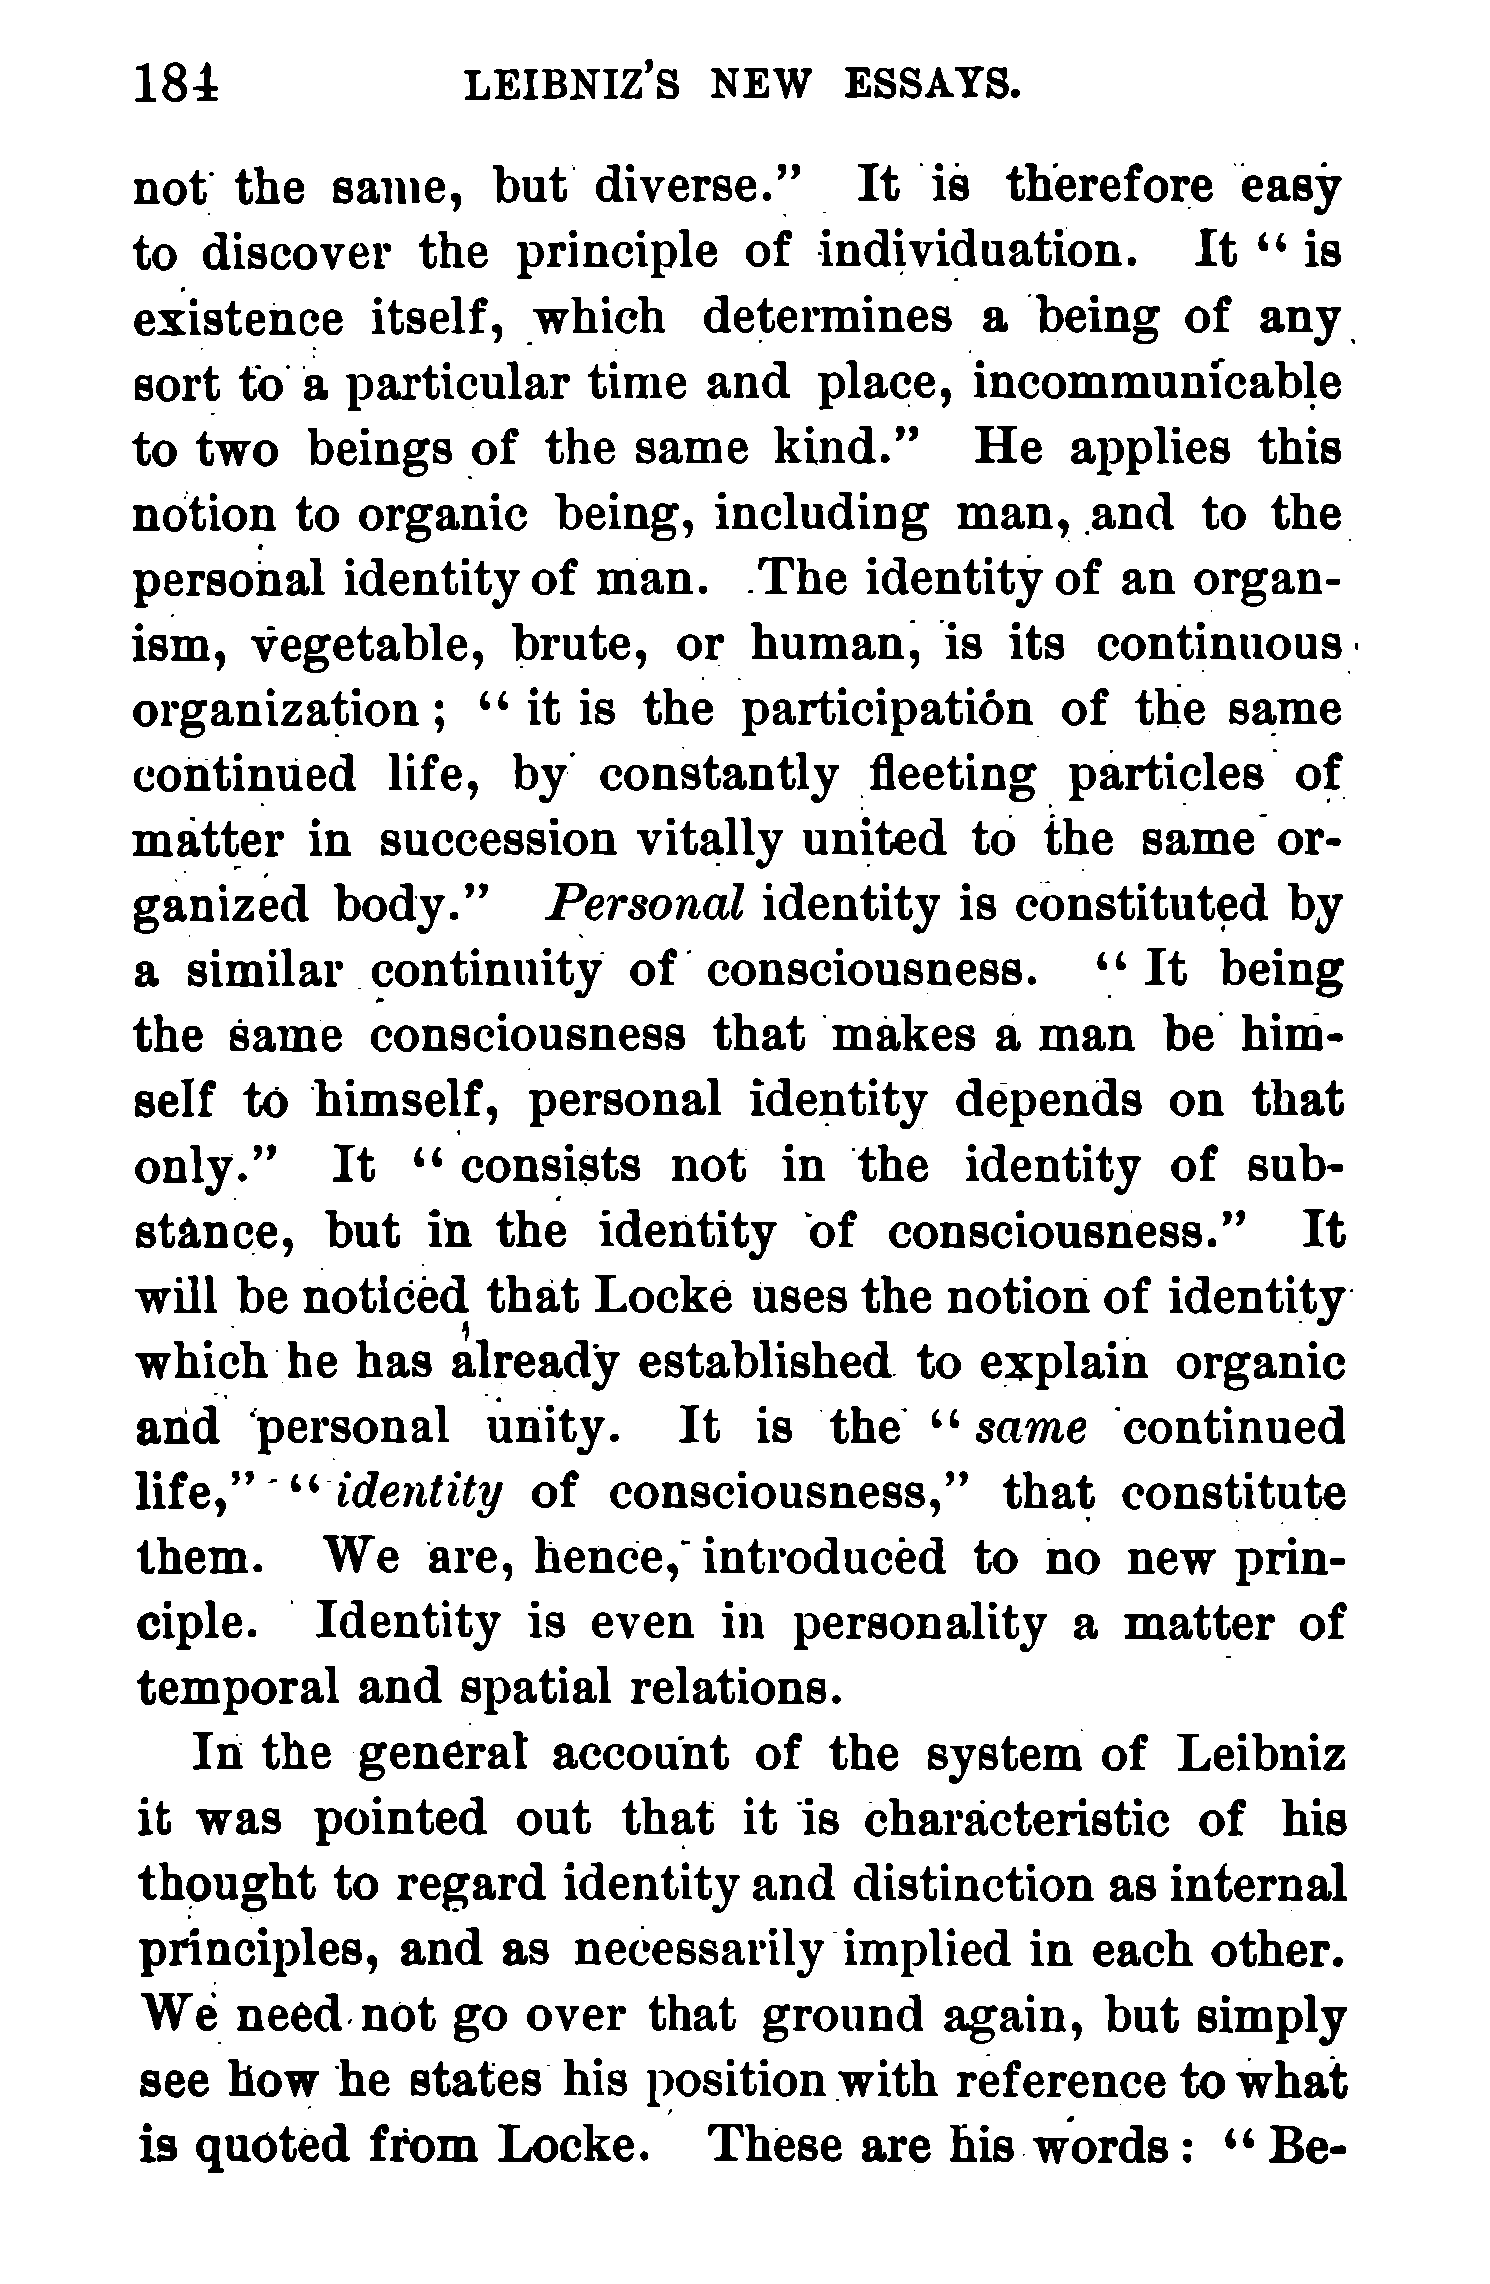 184 LEIBNIZ'S NEW ESSAYS.
not the same, but diverse." It is therefore easy
to discover the principle of individuation. It "is
existence itself, which determines a being of any
sort to a particular time and place, incommunicable
to two beings of the same kind." He applies this
notion to organic being, including man, and to the
personal identity of man. The identity of an organ-
ism, vegetable, brute, or human, is its continuous
organization; "it is the participation of the same
continued life, by constantly fleeting particles of
matter in succession vitally united to the same or-
ganized body." Personal identity is constituted by
a similar continuity of consciousness. "It being
the same consciousness that makes a man be him-
self to himself, personal identity depends on that
only." It "consists not in the identity of sub-
stance, but in the identity of consciousness." It
will be noticed that Locke uses the notion of identity
which he has already established to explain organic
and personal unity. It is the "same continued
life," "identity of consciousness," that constitute
them. We are, hence, introduced to no new prin-
ciple. Identity is even in personality a matter of
temporal and spatial relations.
In the general account of the system of Leibniz
it was pointed out that it is characteristic of his
thought to regard identity and distinction as internal
principles, and as necessarily implied in each other.
We need not go over that ground again, but simply
see how he states his position with reference to what
is quoted from Locke. These are his words: "Be-